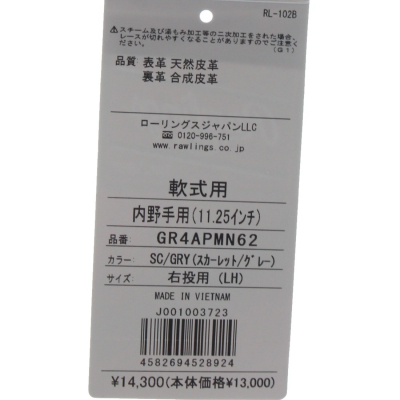 RL-102B
⚠スチーム及び湯もみ加工等の二次加工をされた場合、
レースが切れやすくなりますのでご注意ください。
(G1)
品質 表革 天然皮革
裏革 合成皮革
ローリングスジャパンLLC
☎0120-996-751
www.rawlings.co.jp
軟式用
内野手用(11.25インチ)
品番: GR4APMN62
カラー: SC/GRY(スカーレット/グレー)
サイズ: 右投用(LH)
MADE IN VIETNAM
J001003723
4582694528924
¥14,300(本体価格¥13,000)